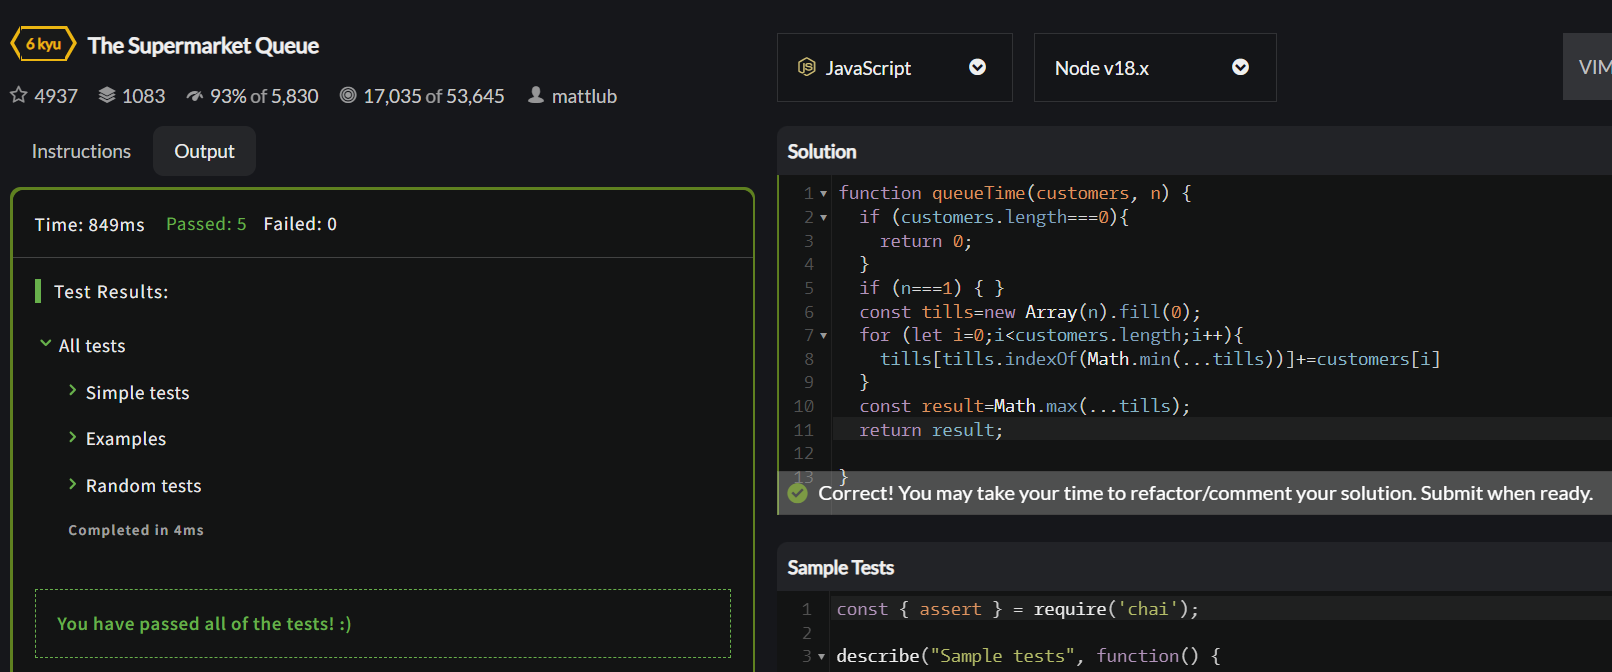 6 kyu The Supermarket Queue
4937 1083 93% of 5,830 17,035 of 53,645 mattlub
Instructions Output
Time: 849ms Passed: 5 Failed: 0
Test Results:
All tests
Simple tests
Examples
Random tests
Completed in 4ms
You have passed all of the tests! :)
JavaScript Node v18.x VIM
Solution
1 function queueTime(customers, n) {
2 if (customers.length===0){
3 return 0;
4 }
5 if (n===1) { }
6 const tills=new Array(n).fill(0);
7 for (let i=0;i<customers.length;i++){
8 tills[tills.indexOf(Math.min(...tills))]+=customers[i]
9 }
10 const result=Math.max(...tills);
11 return result;
12
13 }
Correct! You may take your time to refactor/comment your solution. Submit when ready.
Sample Tests
1 const { assert } = require('chai');
2
3 describe("Sample tests", function() {